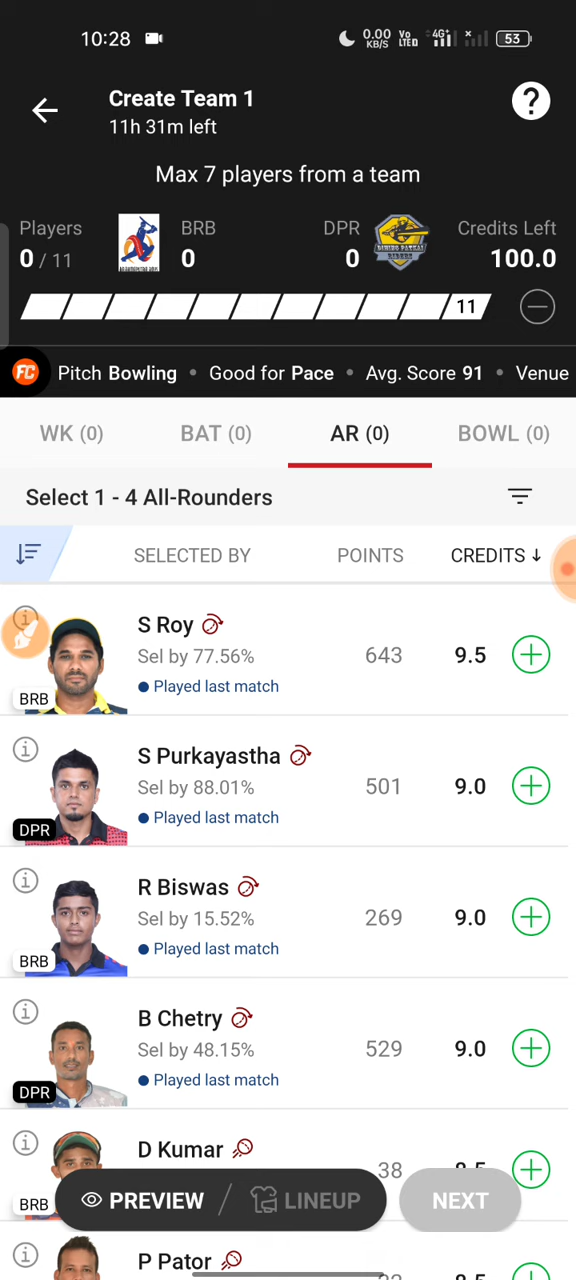 10:28
0.00 KB/S
Vo LTED
4G+
53
Create Team 1
?
11h 31m left
Max 7 players from a team
Players
BRB
DPR
Credits Left
0 / 11
0
0
100.0
11
FC Pitch Bowling • Good for Pace • Avg. Score 91 • Venue
WK (0) BAT (0) AR (0) BOWL (0)
Select 1 - 4 All-Rounders
SELECTED BY POINTS CREDITS ↓
S Roy
Sel by 77.56% 643 9.5
Played last match
BRB
S Purkayastha
Sel by 88.01% 501 9.0
Played last match
DPR
R Biswas
Sel by 15.52% 269 9.0
Played last match
BRB
B Chetry
Sel by 48.15% 529 9.0
Played last match
DPR
D Kumar
38
BRB
PREVIEW / LINEUP
NEXT
P Pator